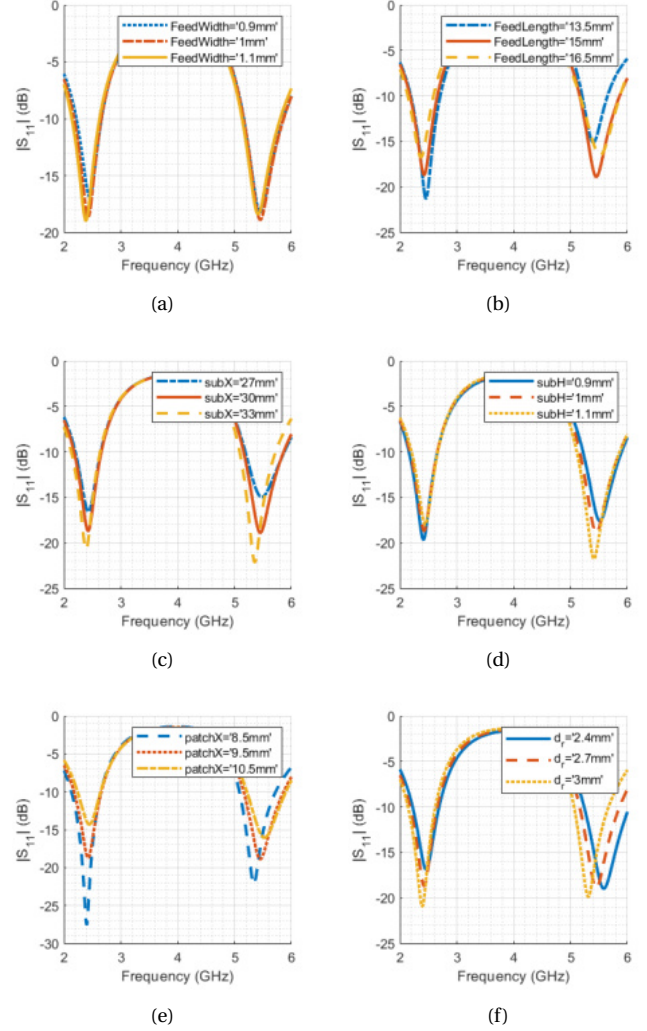 0
FeedWidth='0.9mm'
FeedWidth='1mm'
FeedWidth='1.1mm'
-5
-10
-15
-20
|S11| (dB)
2 3 4 5 6
Frequency (GHz)
(a)
0
FeedLength='13.5mm'
FeedLength='15mm'
FeedLength='16.5mm'
-5
-10
-15
-20
-25
|S11| (dB)
2 3 4 5 6
Frequency (GHz)
(b)
0
subX='27mm'
subX='30mm'
subX='33mm'
-5
-10
-15
-20
-25
|S11| (dB)
2 3 4 5 6
Frequency (GHz)
(c)
0
subH='0.9mm'
subH='1mm'
subH='1.1mm'
-5
-10
-15
-20
-25
|S11| (dB)
2 3 4 5 6
Frequency (GHz)
(d)
0
patchX='8.5mm'
patchX='9.5mm'
patchX='10.5mm'
-5
-10
-15
-20
-25
-30
|S11| (dB)
2 3 4 5 6
Frequency (GHz)
(e)
0
dr='2.4mm'
dr='2.7mm'
dr='3mm'
-5
-10
-15
-20
-25
|S11| (dB)
2 3 4 5 6
Frequency (GHz)
(f)